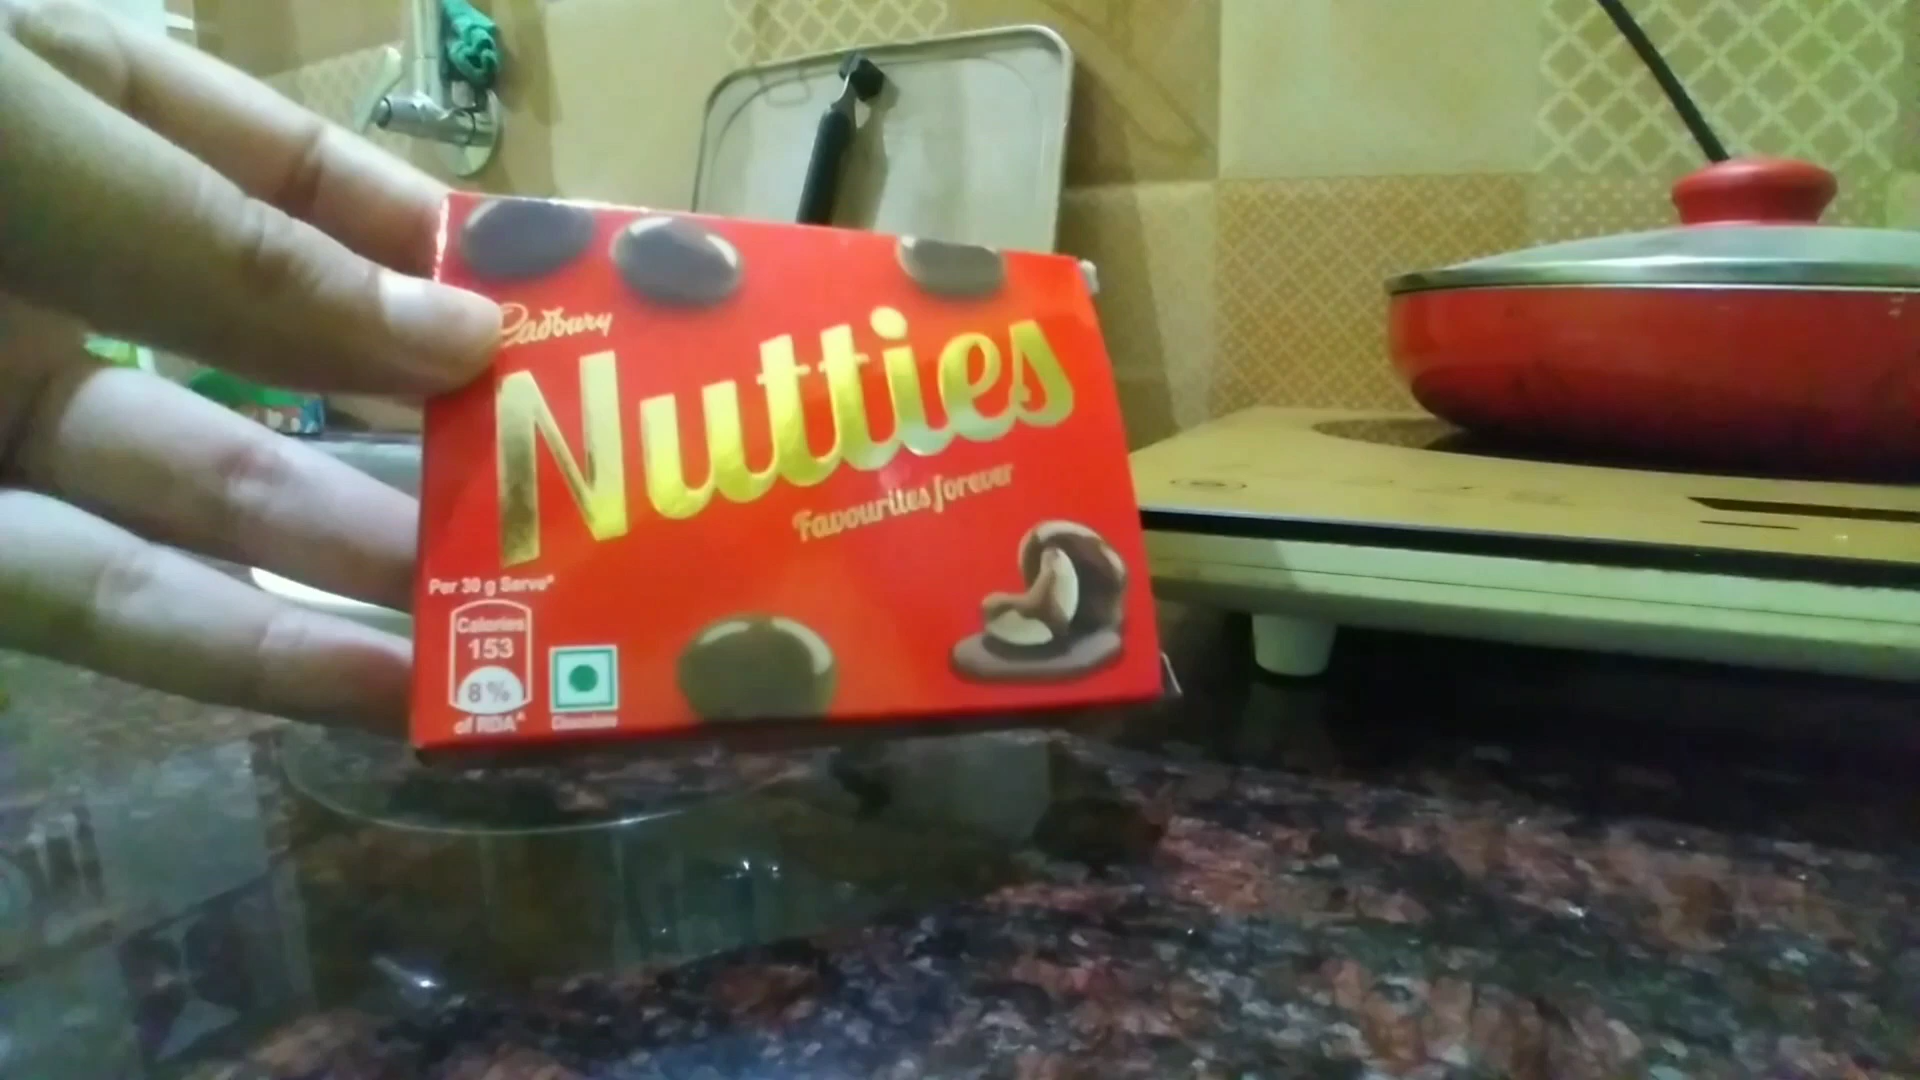 Cadbury
Nutties
Favourites forever
Per 30 g Serve*
Calories
153
8%
of RDA*
Chocolate